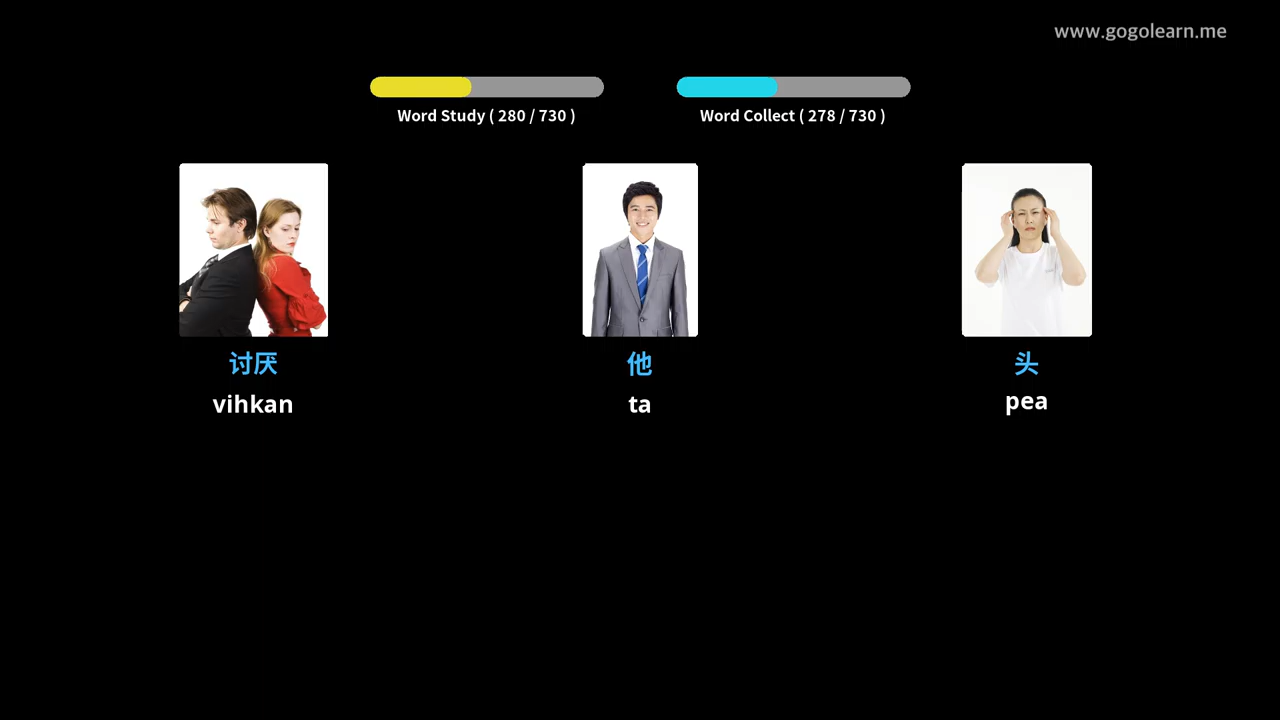 www.gogolearn.me
Word Study ( 280 / 730 )
Word Collect ( 278 / 730 )
讨厌
他
头
vihkan
ta
pea